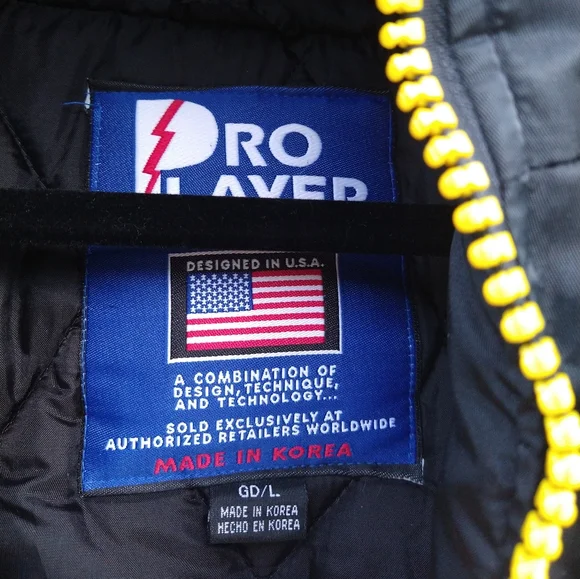 PRO
PLAYER
DESIGNED IN U.S.A.
A COMBINATION OF
DESIGN, TECHNIQUE,
AND TECHNOLOGY...
SOLD EXCLUSIVELY AT
AUTHORIZED RETAILERS WORLDWIDE
MADE IN KOREA
GD/L
MADE IN KOREA
HECHO EN KOREA